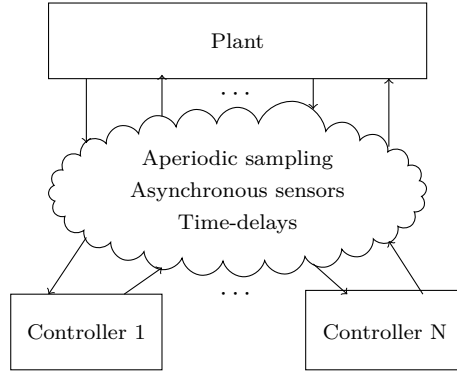 Plant
. . .
Aperiodic sampling
Asynchronous sensors
Time-delays
. . .
Controller 1
Controller N